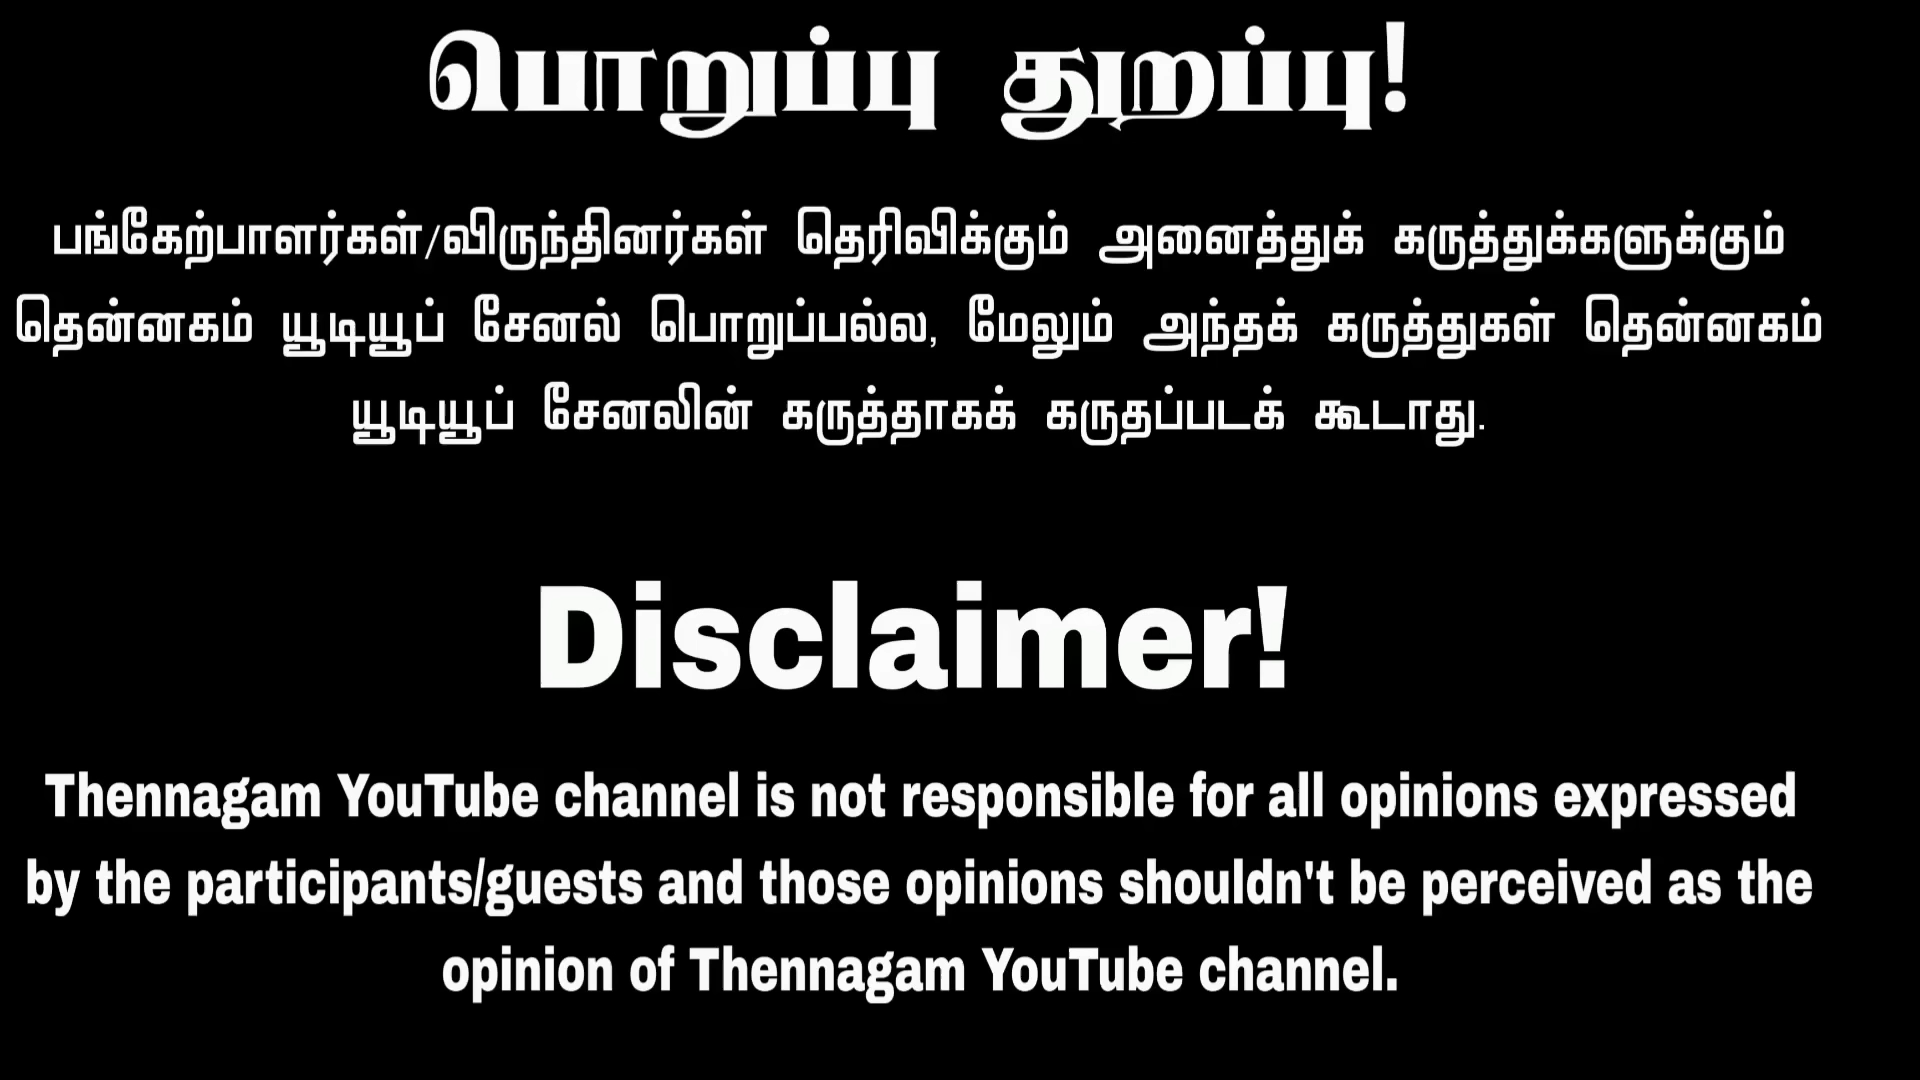 பொறுப்பு துறப்பு!
பங்கேற்பாளர்கள்/விருந்தினர்கள் தெரிவிக்கும் அனைத்துக் கருத்துக்களுக்கும்
தென்னகம் யூடியூப் சேனல் பொறுப்பல்ல, மேலும் அந்தக் கருத்துகள் தென்னகம்
யூடியூப் சேனலின் கருத்தாகக் கருதப்படக் கூடாது.
Disclaimer!
Thennagam YouTube channel is not responsible for all opinions expressed
by the participants/guests and those opinions shouldn't be perceived as the
opinion of Thennagam YouTube channel.